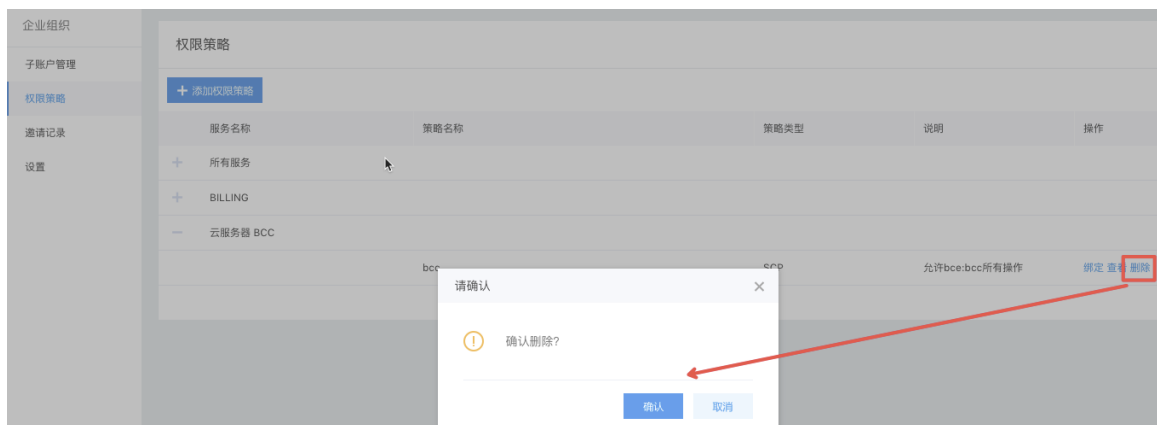 企业组织
子账户管理
权限策略
邀请记录
设置
权限策略
+ 添加权限策略
服务名称 策略名称 策略类型 说明 操作
+ 所有服务
+ BILLING
— 云服务器 BCC
bcc SCP 允许bce:bcc所有操作 绑定 查看 删除
请确认
确认删除?
确认 取消